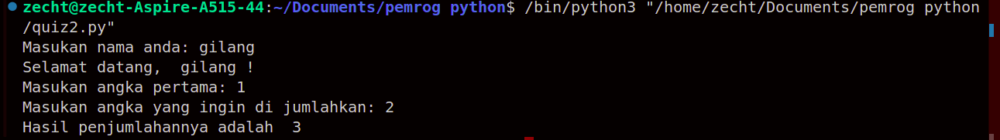 zecht@zecht-Aspire-A515-44:~/Documents/pemrog python$ /bin/python3 "/home/zecht/Documents/pemrog python
/quiz2.py"
Masukan nama anda: gilang
Selamat datang,  gilang !
Masukan angka pertama: 1
Masukan angka yang ingin di jumlahkan: 2
Hasil penjumlahannya adalah  3